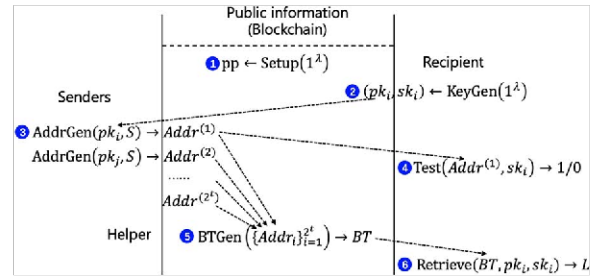 Public information
(Blockchain)
1 pp ← Setup(1^λ)
Recipient
2 (pk_i, sk_i) ← KeyGen(1^λ)
Senders
3 AddrGen(pk_i, S) → Addr^(1)
AddrGen(pk_j, S) → Addr^(2)
......
Addr^(2^t)
4 Test(Addr^(1), sk_i) → 1/0
Helper
5 BTGen({Addr_i}_{i=1}^{2^t}) → BT
6 Retrieve(BT, pk_i, sk_i) → L